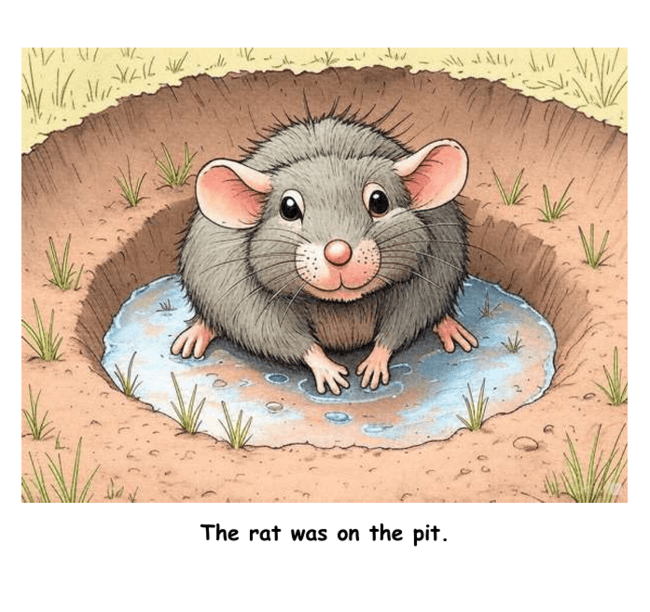 The rat was on the pit.